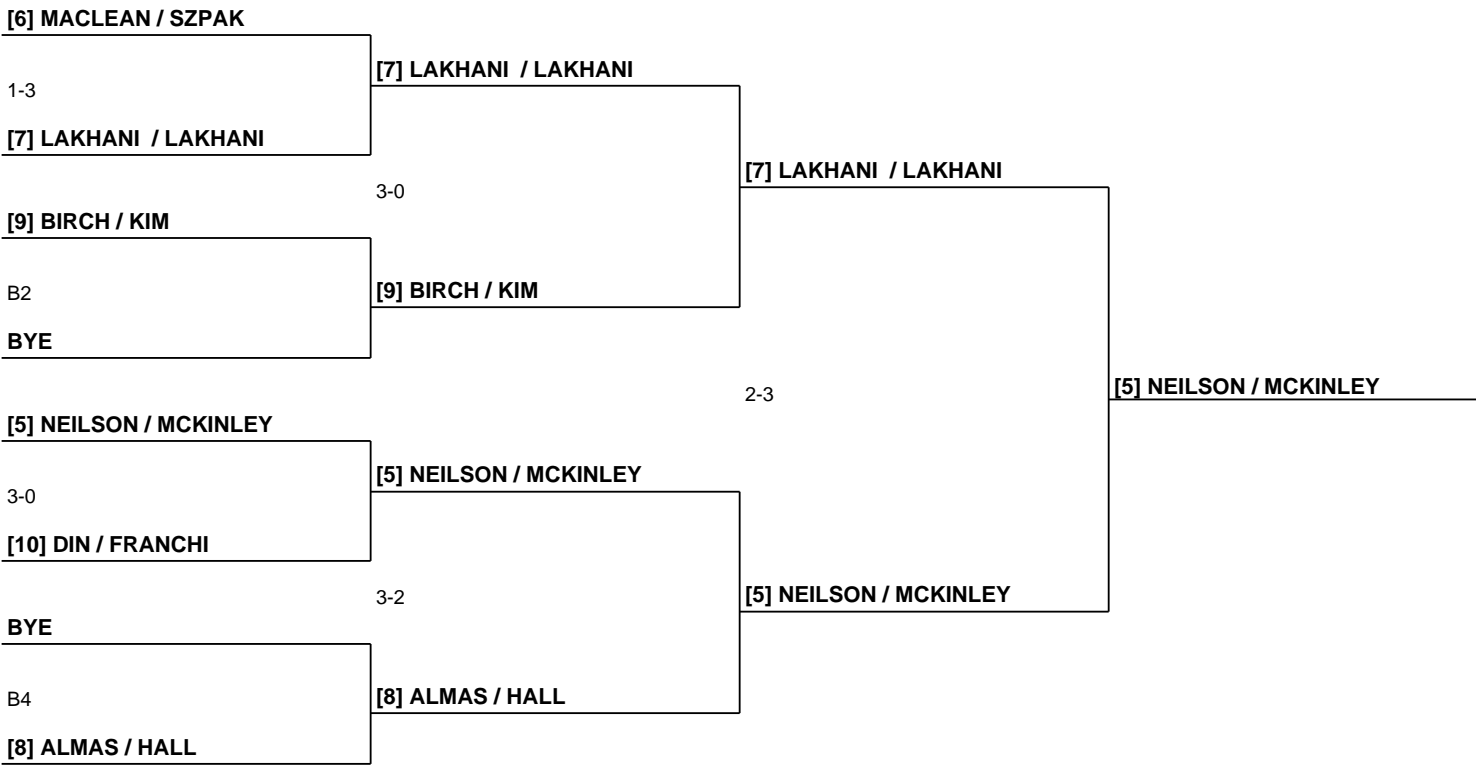 [6] MACLEAN / SZPAK
[7] LAKHANI  / LAKHANI
1-3
[7] LAKHANI  / LAKHANI
[7] LAKHANI  / LAKHANI
3-0
[9] BIRCH / KIM
B2
[9] BIRCH / KIM
BYE
2-3
[5] NEILSON / MCKINLEY
[5] NEILSON / MCKINLEY
[5] NEILSON / MCKINLEY
3-0
[10] DIN / FRANCHI
3-2
[5] NEILSON / MCKINLEY
BYE
B4
[8] ALMAS / HALL
[8] ALMAS / HALL